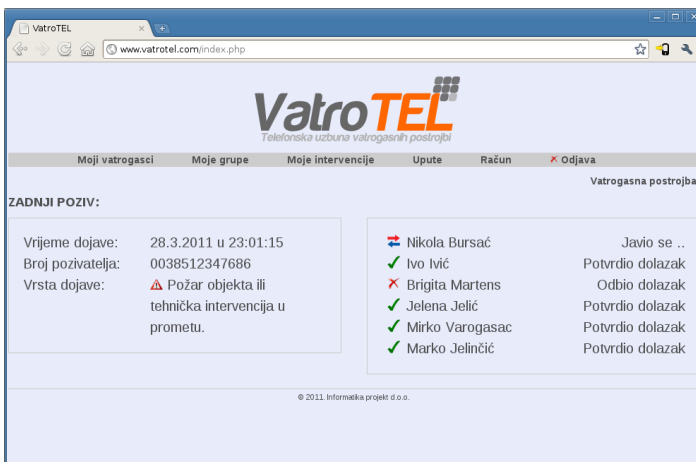 VatroTEL
www.vatrotel.com/index.php
VatroTEL
Telefonska uzbuna vatrogasnih postrojbi
Moji vatrogasci Moje grupe Moje intervencije Upute Račun Odjava
Vatrogasna postrojba
ZADNJI POZIV:
Vrijeme dojave: 28.3.2011 u 23:01:15
Broj pozivatelja: 0038512347686
Vrsta dojave: Požar objekta ili
tehnička intervencija u
prometu.
Nikola Bursać Javio se ..
Ivo Ivić Potvrdio dolazak
Brigita Martens Odbio dolazak
Jelena Jelić Potvrdio dolazak
Mirko Varogasac Potvrdio dolazak
Marko Jelinčić Potvrdio dolazak
© 2011. Informatika projekt d.o.o.